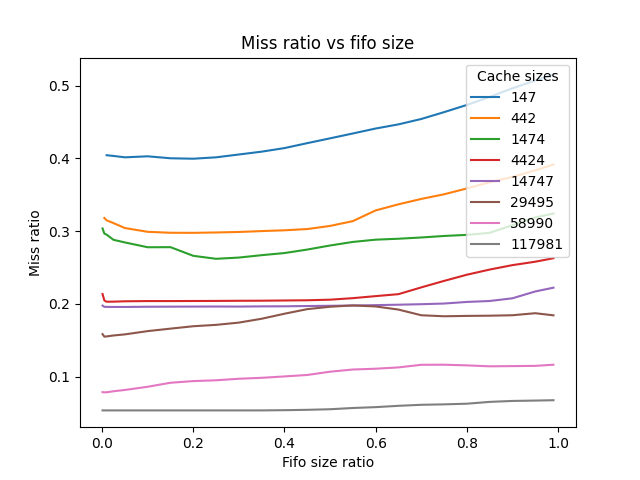 Miss ratio vs fifo size
Cache sizes
147
442
1474
4424
14747
29495
58990
117981
0.5
0.4
0.3
0.2
0.1
Miss ratio
0.0 0.2 0.4 0.6 0.8 1.0
Fifo size ratio